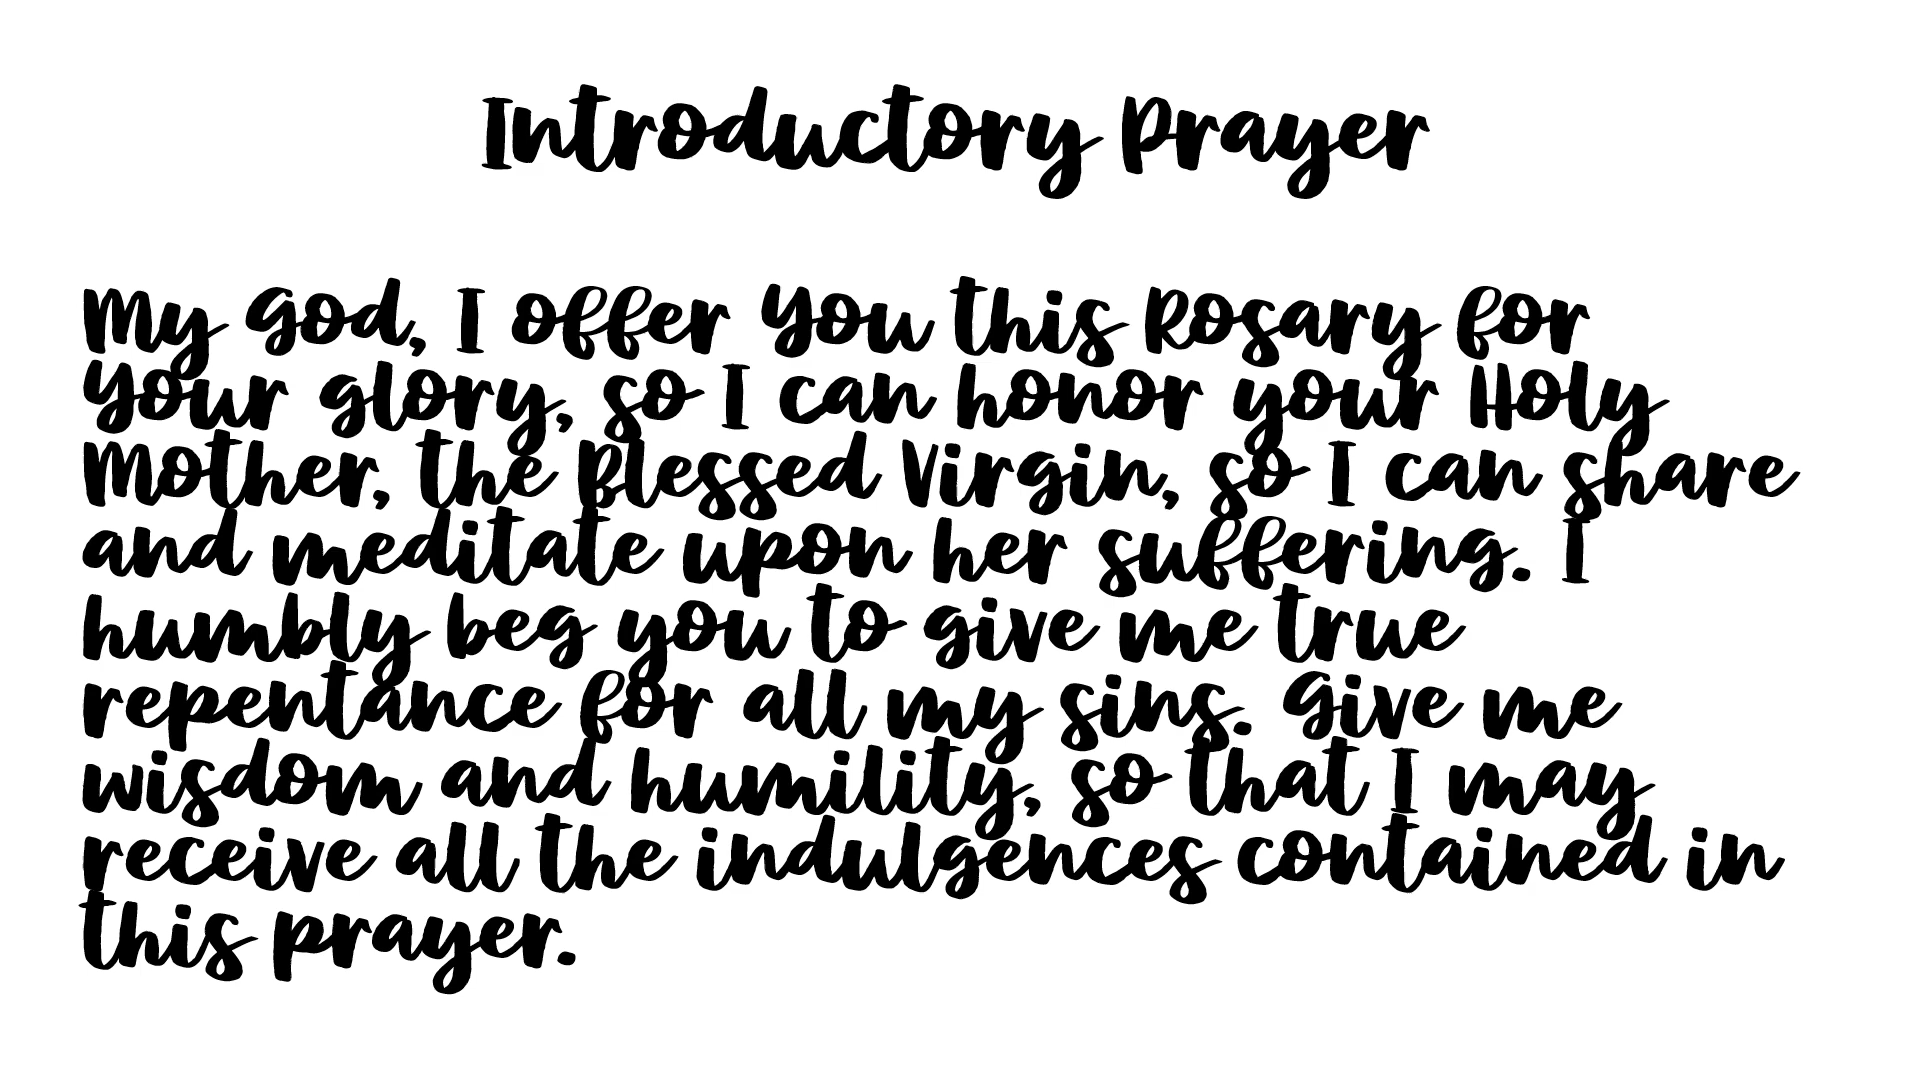 Introductory Prayer
My God, I offer You this Rosary for
Your glory, so I can honor your Holy
Mother, the Blessed Virgin, so I can share
and meditate upon her suffering. I
humbly beg you to give me true
repentance for all my sins. Give me
wisdom and humility, so that I may
receive all the indulgences contained in
this prayer.